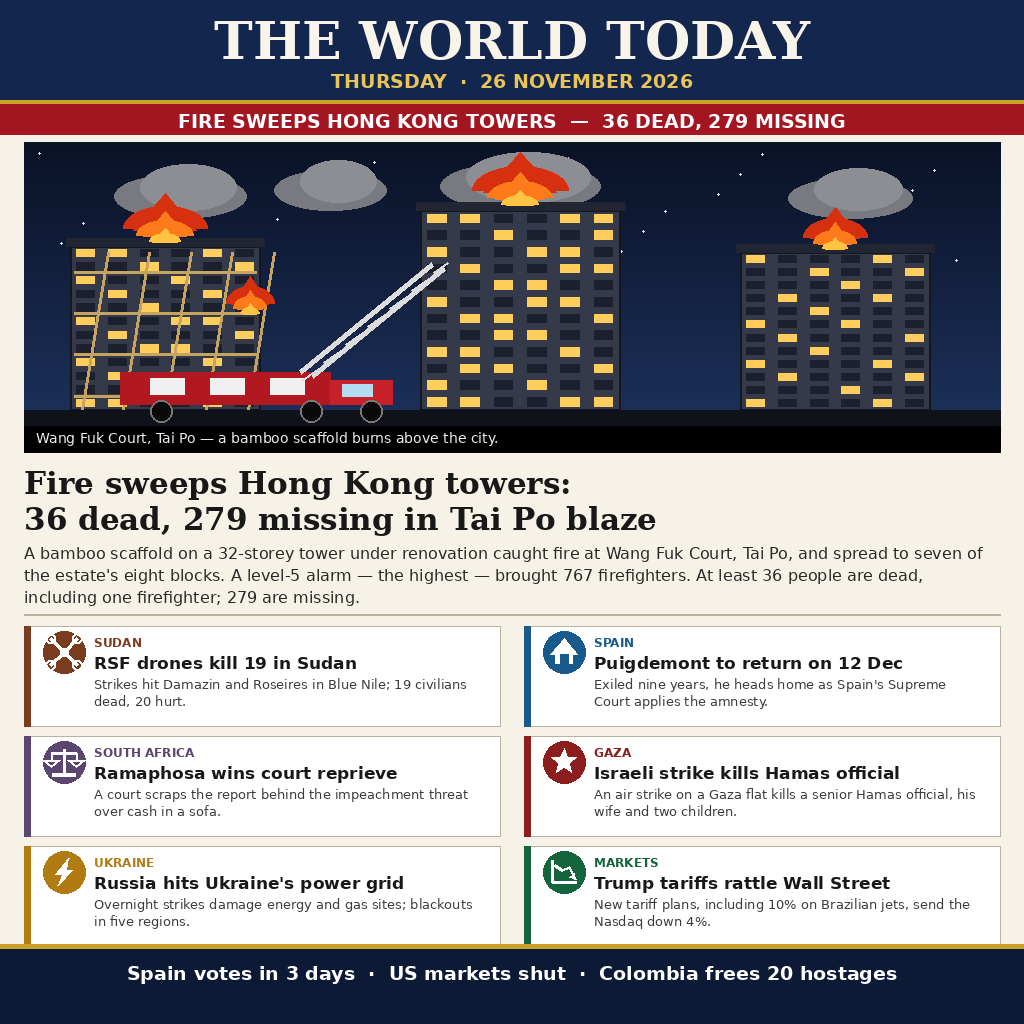 THE WORLD TODAY
THURSDAY · 26 NOVEMBER 2026
FIRE SWEEPS HONG KONG TOWERS — 36 DEAD, 279 MISSING
Wang Fuk Court, Tai Po — a bamboo scaffold burns above the city.
Fire sweeps Hong Kong towers:
36 dead, 279 missing in Tai Po blaze
A bamboo scaffold on a 32-storey tower under renovation caught fire at Wang Fuk Court, Tai Po, and spread to seven of
the estate's eight blocks. A level-5 alarm — the highest — brought 767 firefighters. At least 36 people are dead,
including one firefighter; 279 are missing.
SUDAN
RSF drones kill 19 in Sudan
Strikes hit Damazin and Roseires in Blue Nile; 19 civilians
dead, 20 hurt.
SPAIN
Puigdemont to return on 12 Dec
Exiled nine years, he heads home as Spain's Supreme
Court applies the amnesty.
SOUTH AFRICA
Ramaphosa wins court reprieve
A court scraps the report behind the impeachment threat
over cash in a sofa.
GAZA
Israeli strike kills Hamas official
An air strike on a Gaza flat kills a senior Hamas official, his
wife and two children.
UKRAINE
Russia hits Ukraine's power grid
Overnight strikes damage energy and gas sites; blackouts
in five regions.
MARKETS
Trump tariffs rattle Wall Street
New tariff plans, including 10% on Brazilian jets, send the
Nasdaq down 4%.
Spain votes in 3 days · US markets shut · Colombia frees 20 hostages